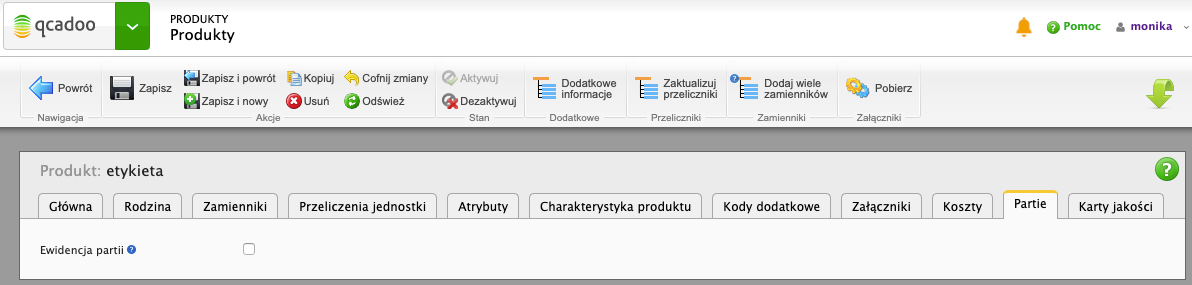 qcadoo
PRODUKTY
Produkty
Pomoc
monika
Powrót
Nawigacja
Zapisz
Zapisz i powrót
Kopiuj
Cofnij zmiany
Zapisz i nowy
Usuń
Odśwież
Akcje
Aktywuj
Dezaktywuj
Stan
Dodatkowe
informacje
Dodatkowe
Zaktualizuj
przeliczniki
Przeliczniki
Dodaj wiele
zamienników
Zamienniki
Pobierz
Załączniki
Produkt: etykieta
Główna
Rodzina
Zamienniki
Przeliczenia jednostki
Atrybuty
Charakterystyka produktu
Kody dodatkowe
Załączniki
Koszty
Partie
Karty jakości
Ewidencja partii